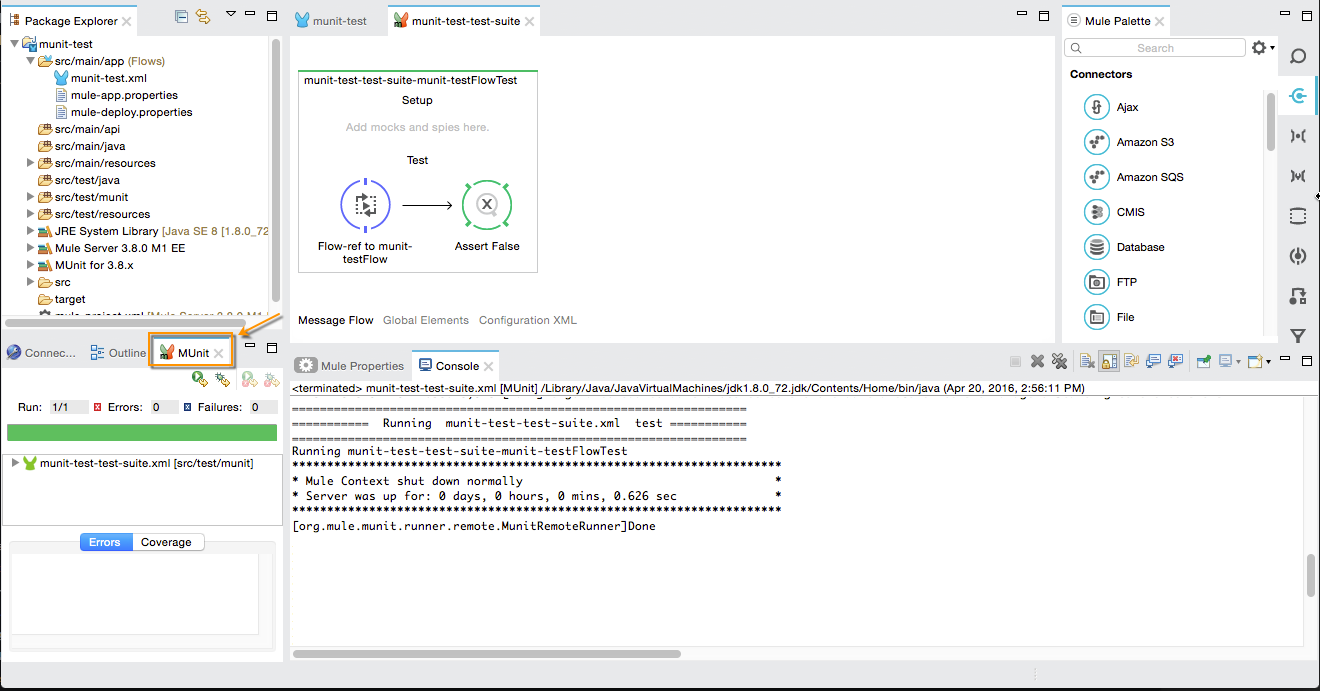 Package Explorer
munit-test
src/main/app (Flows)
munit-test.xml
mule-app.properties
mule-deploy.properties
src/main/api
src/main/java
src/main/resources
src/test/java
src/test/munit
src/test/resources
JRE System Library [Java SE 8 [1.8.0_72
Mule Server 3.8.0 M1 EE
MUnit for 3.8.x
src
target
mule-project.xml [Mule Server 3.8.0 M1
munit-test
munit-test-test-suite
munit-test-test-suite-munit-testFlowTest
Setup
Add mocks and spies here.
Test
Flow-ref to munit-
testFlow
Assert False
Message Flow Global Elements Configuration XML
Mule Palette
Search
Connectors
Ajax
Amazon S3
Amazon SQS
CMIS
Database
FTP
File
Connec...
Outline
MUnit
Run: 1/1 Errors: 0 Failures: 0
munit-test-test-suite.xml [src/test/munit]
Errors Coverage
Mule Properties
Console
<terminated> munit-test-test-suite.xml [MUnit] /Library/Java/JavaVirtualMachines/jdk1.8.0_72.jdk/Contents/Home/bin/java (Apr 20, 2016, 2:56:11 PM)
====================================================================
=========== Running munit-test-test-suite.xml test ===========
====================================================================
Running munit-test-test-suite-munit-testFlowTest
**********************************************************************
* Mule Context shut down normally *
* Server was up for: 0 days, 0 hours, 0 mins, 0.626 sec *
**********************************************************************
[org.mule.munit.runner.remote.MunitRemoteRunner]Done